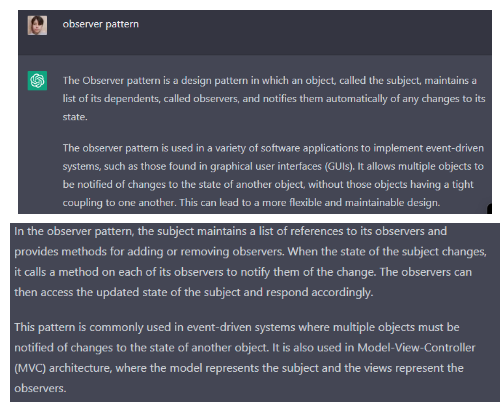 observer pattern
The Observer pattern is a design pattern in which an object, called the subject, maintains a
list of its dependents, called observers, and notifies them automatically of any changes to its
state.
The observer pattern is used in a variety of software applications to implement event-driven
systems, such as those found in graphical user interfaces (GUIs). It allows multiple objects to
be notified of changes to the state of another object, without those objects having a tight
coupling to one another. This can lead to a more flexible and maintainable design.
In the observer pattern, the subject maintains a list of references to its observers and
provides methods for adding or removing observers. When the state of the subject changes,
it calls a method on each of its observers to notify them of the change. The observers can
then access the updated state of the subject and respond accordingly.
This pattern is commonly used in event-driven systems where multiple objects must be
notified of changes to the state of another object. It is also used in Model-View-Controller
(MVC) architecture, where the model represents the subject and the views represent the
observers.